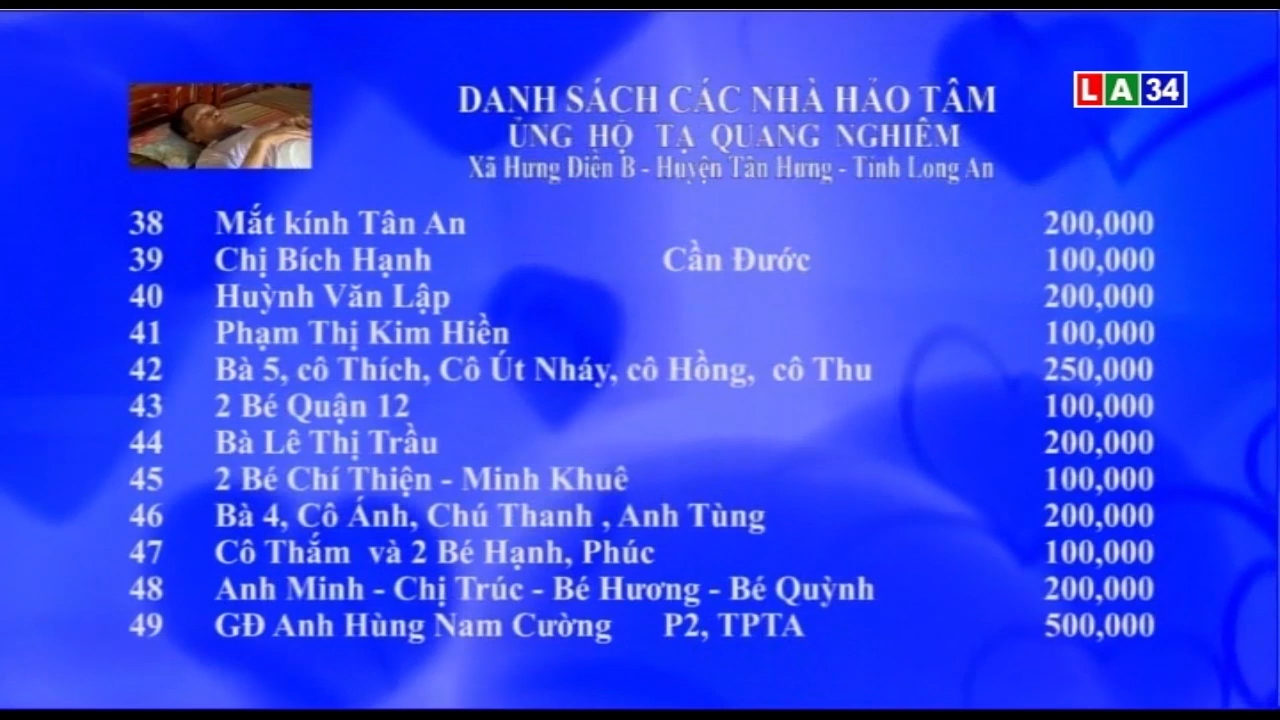 DANH SÁCH CÁC NHÀ HẢO TÂM
LA34
ỦNG HỘ TẠ QUANG NGHIÊM
Xã Hưng Điền B - Huyện Tân Hưng - Tỉnh Long An
38 Mắt kính Tân An 200,000
39 Chị Bích Hạnh Cần Đước 100,000
40 Huỳnh Văn Lập 200,000
41 Phạm Thị Kim Hiền 100,000
42 Bà 5, cô Thích, Cô Út Nháy, cô Hồng, cô Thu 250,000
43 2 Bé Quận 12 100,000
44 Bà Lê Thị Trầu 200,000
45 2 Bé Chí Thiện - Minh Khuê 100,000
46 Bà 4, Cô Ánh, Chú Thanh , Anh Tùng 200,000
47 Cô Thắm và 2 Bé Hạnh, Phúc 100,000
48 Anh Minh - Chị Trúc - Bé Hương - Bé Quỳnh 200,000
49 GĐ Anh Hùng Nam Cường P2, TPTA 500,000